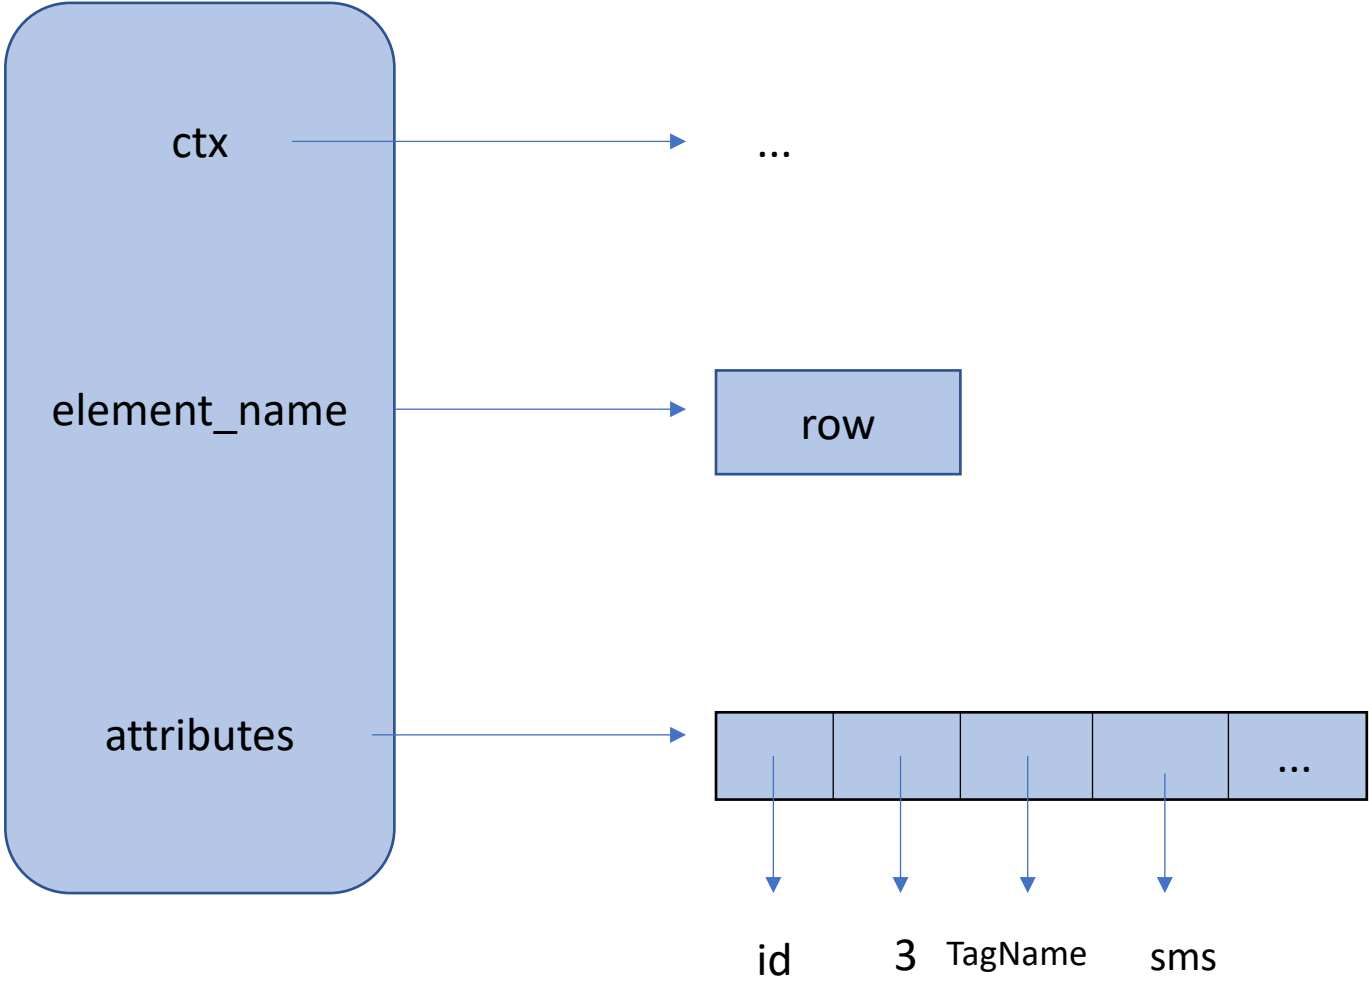 ctx
...
element_name
row
attributes
...
id
3
TagName
sms